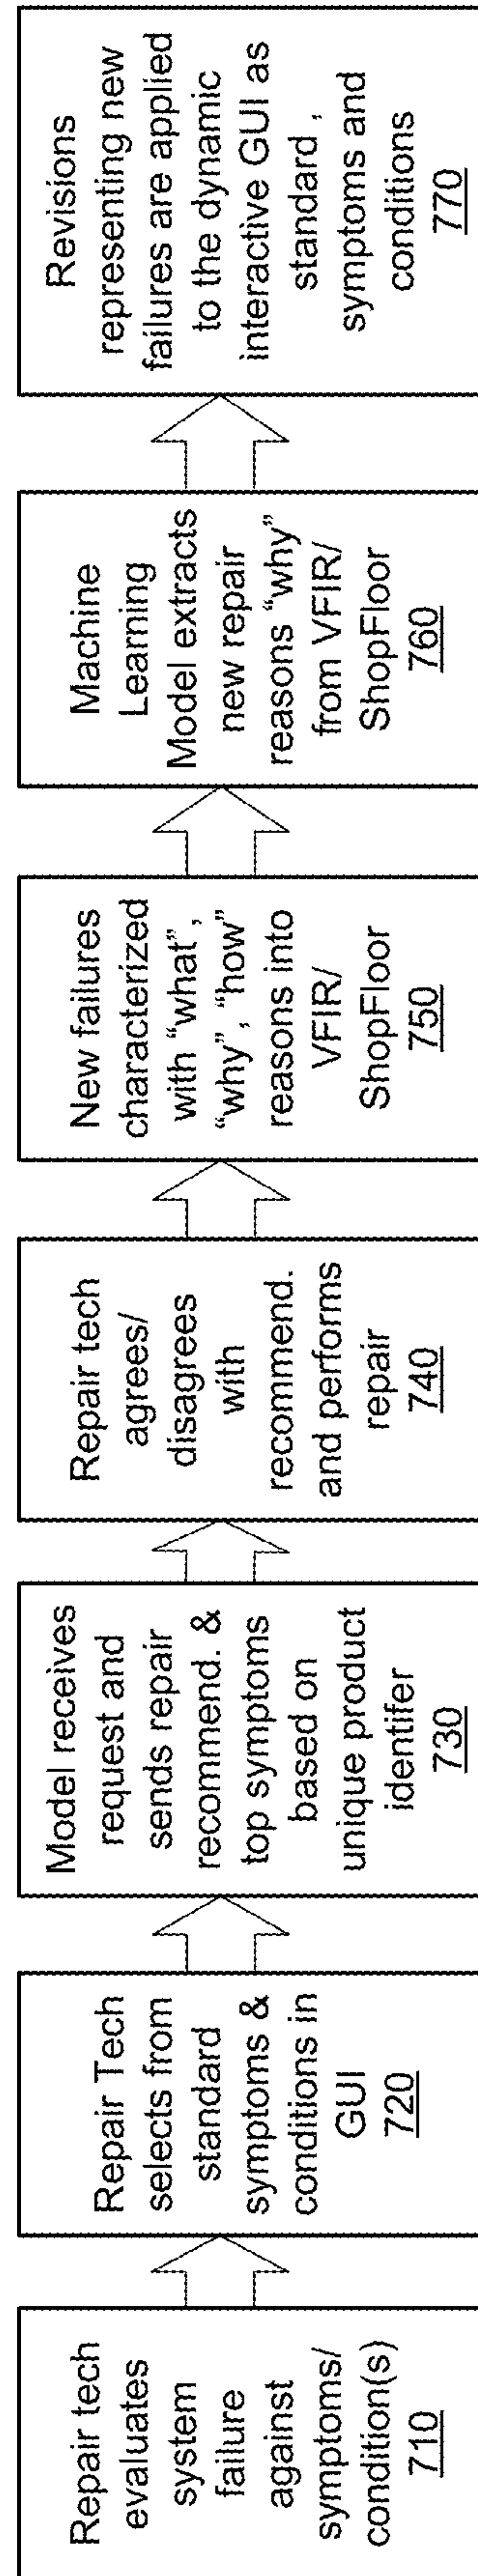 Repair tech
evaluates
system
failure
against
symptoms/
condition(s)
710
Repair Tech
selects from
standard
symptoms &
conditions in
GUI
720
Model receives
request and
sends repair
recommend. &
top symptoms
based on
unique product
identifer
730
Repair tech
agrees/
disagrees
with
recommend.
and performs
repair
740
New failures
characterized
with “what”,
“why”, “how”
reasons into
VFIR/
ShopFloor
750
Machine
Learning
Model extracts
new repair
reasons “why”
from VFIR/
ShopFloor
760
Revisions
representing new
failures are applied
to the dynamic
interactive GUI as
standard ,
symptoms and
conditions
770